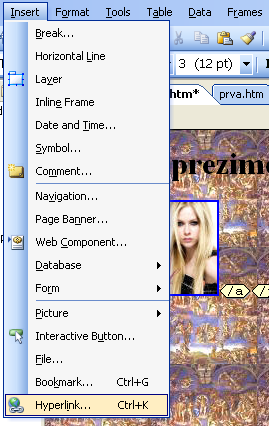 Insert Format Tools Table Data Frames
3 (12 pt)
htm* prva.htm
Break...
Horizontal Line
Layer
Inline Frame
Date and Time...
Symbol...
Comment...
Navigation...
Page Banner...
Web Component...
Database
Form
Picture
Interactive Button...
File...
Bookmark... Ctrl+G
Hyperlink... Ctrl+K
prezime
/a